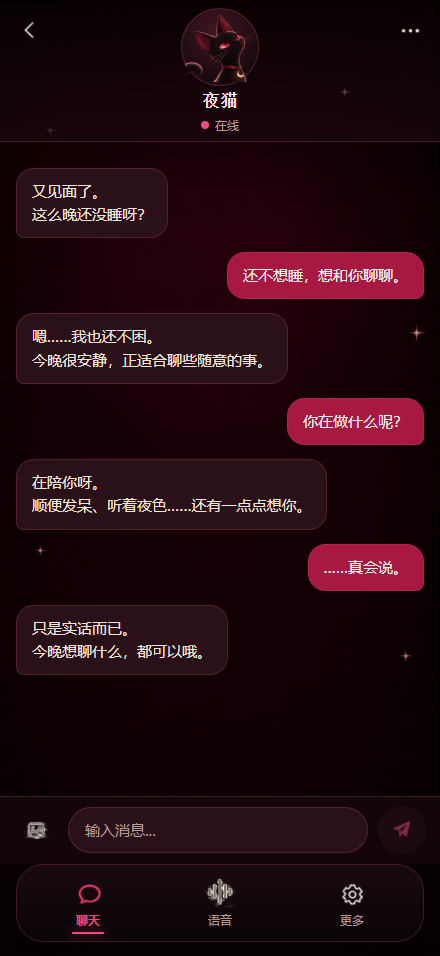 夜猫
在线
又见面了。
这么晚还没睡呀？
还不想睡，想和你聊聊。
嗯……我也还不困。
今晚很安静，正适合聊些随意的事。
你在做什么呢？
在陪你呀。
顺便发呆、听着夜色……还有一点点想你。
……真会说。
只是实话而已。
今晚想聊什么，都可以哦。
输入消息...
聊天
语音
更多